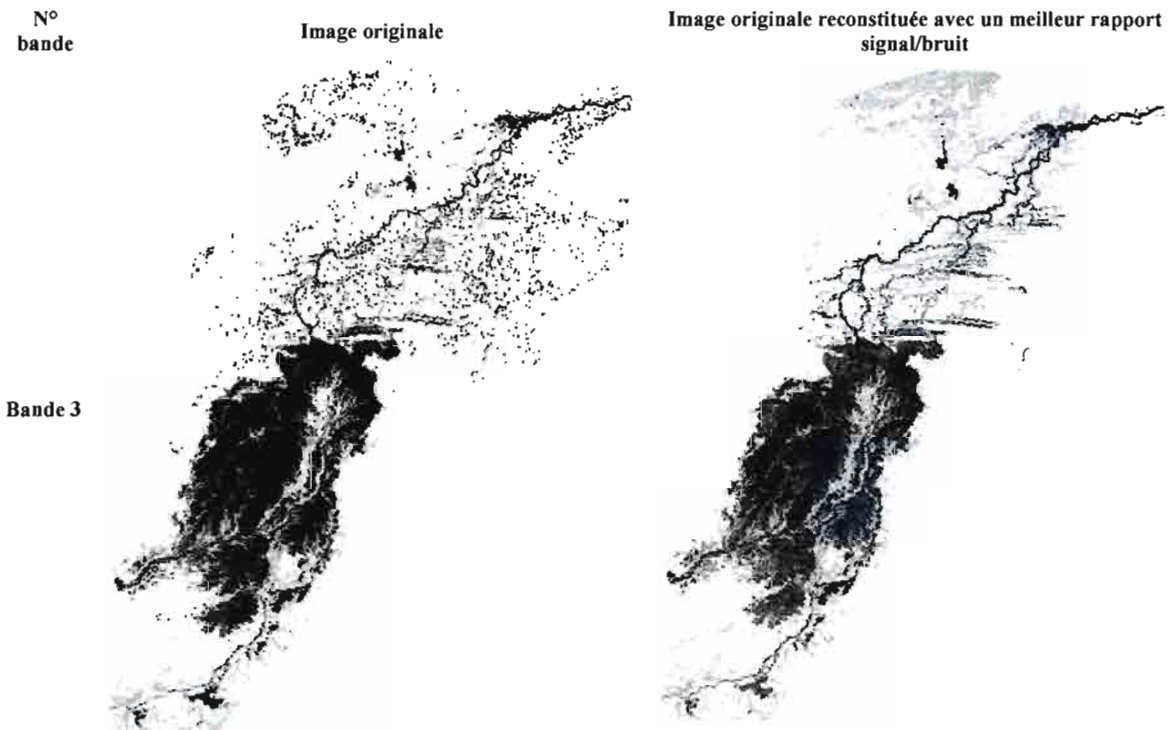 N°
bande
Image originale
Image originale reconstituée avec un meilleur rapport
signal/bruit
Bande 3